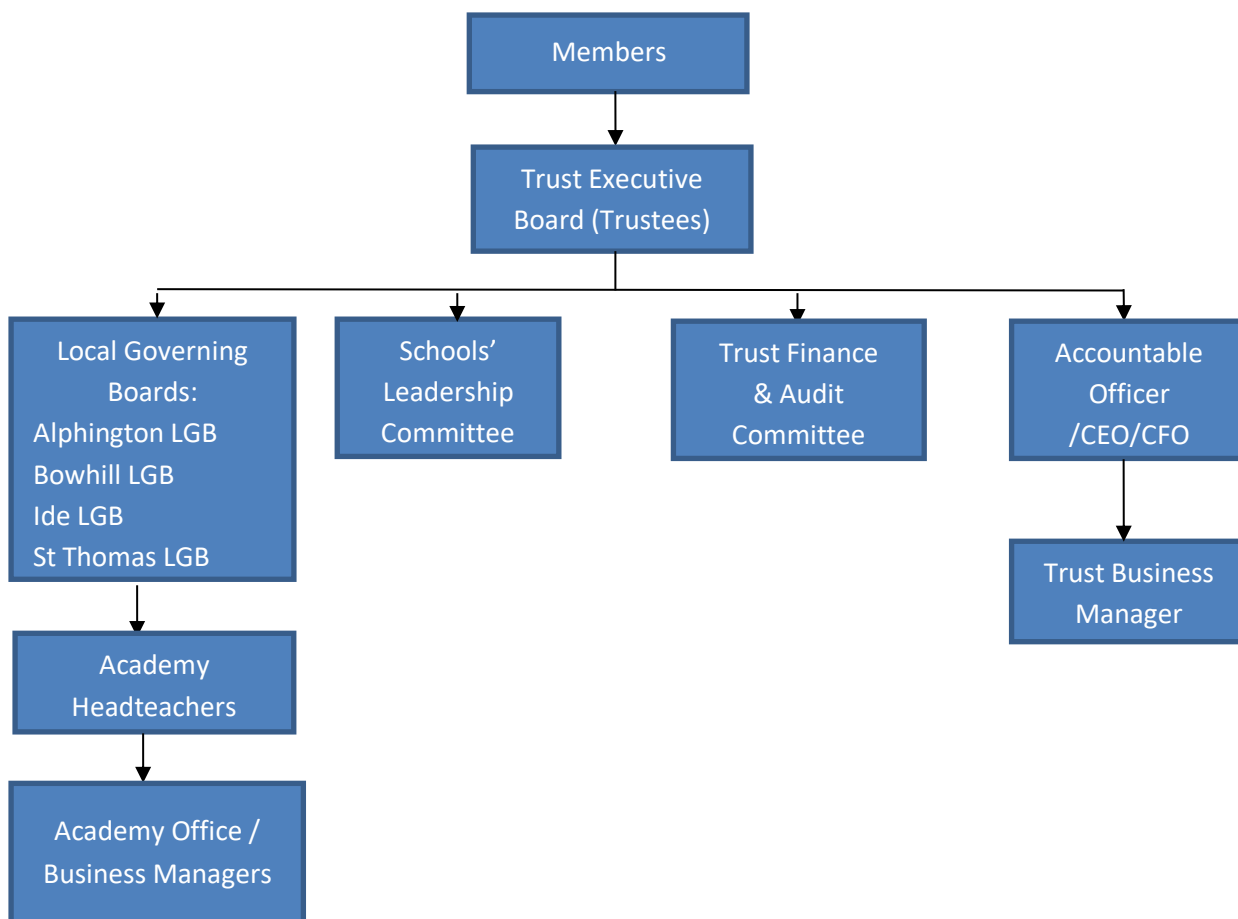 Members
Trust Executive
Board (Trustees)
Local Governing
Boards:
Alphington LGB
Bowhill LGB
Ide LGB
St Thomas LGB
Schools’
Leadership
Committee
Trust Finance
& Audit
Committee
Accountable
Officer
/CEO/CFO
Trust Business
Manager
Academy
Headteachers
Academy Office /
Business Managers